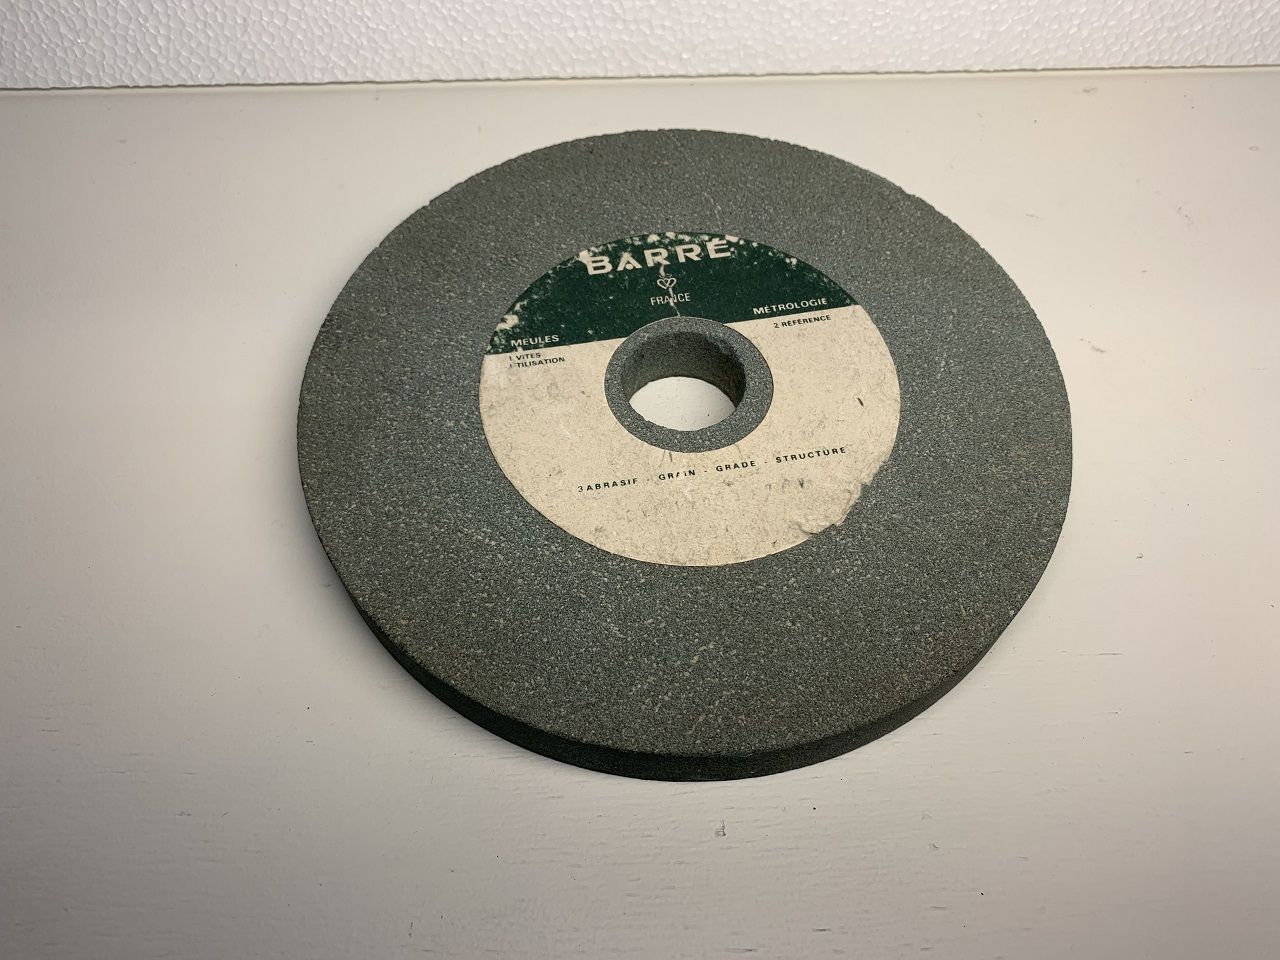 BARRE
FRANCE
MEULES MÉTROLOGIE
1 VITES 2 RÉFÉRENCE
TILISATION
3 ABRASIF · GRAIN · GRADE · STRUCTURE